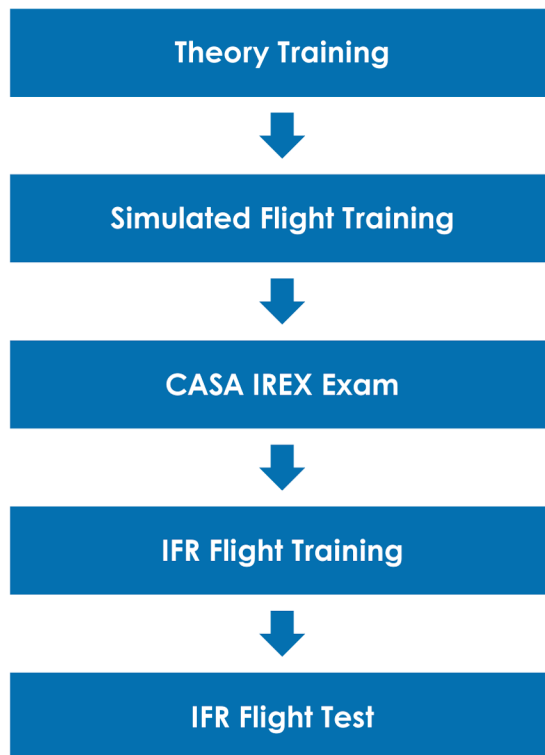 Theory Training
Simulated Flight Training
CASA IREX Exam
IFR Flight Training
IFR Flight Test